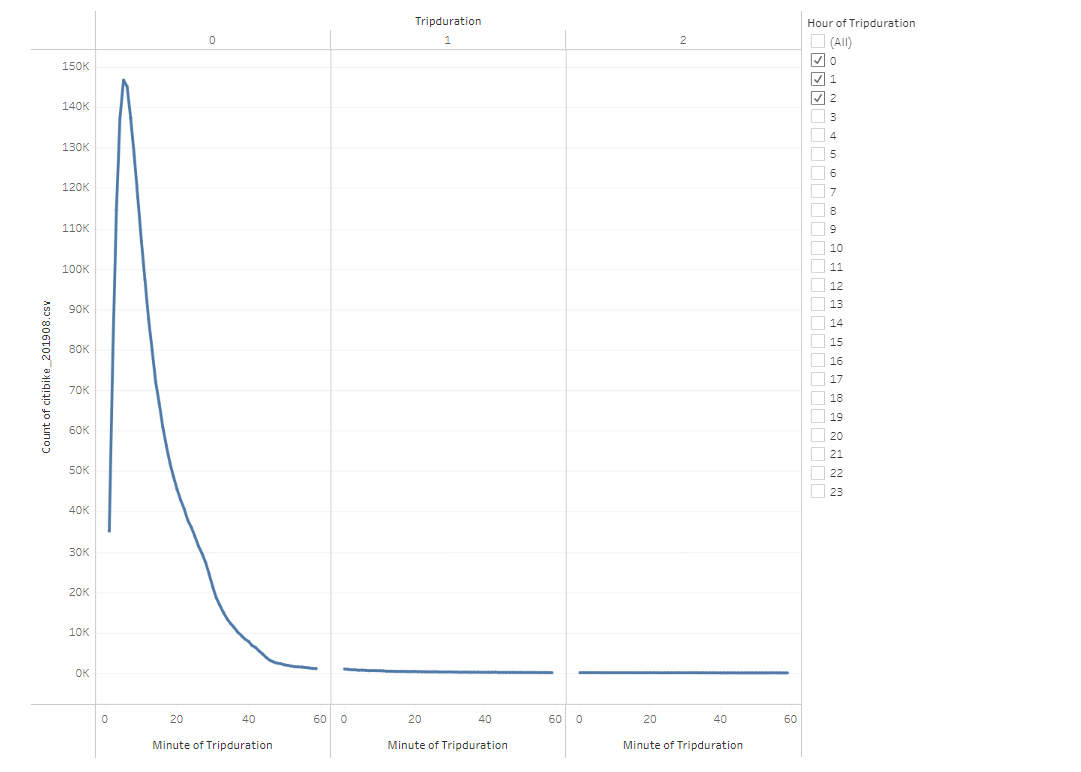 Tripduration
0 1 2
150K
140K
130K
120K
110K
100K
90K
80K
70K
60K
50K
40K
30K
20K
10K
0K
Count of citibike_201908.csv
0 20 40 60 0 20 40 60 0 20 40 60
Minute of Tripduration Minute of Tripduration Minute of Tripduration
Hour of Tripduration
(All)
0
1
2
3
4
5
6
7
8
9
10
11
12
13
14
15
16
17
18
19
20
21
22
23